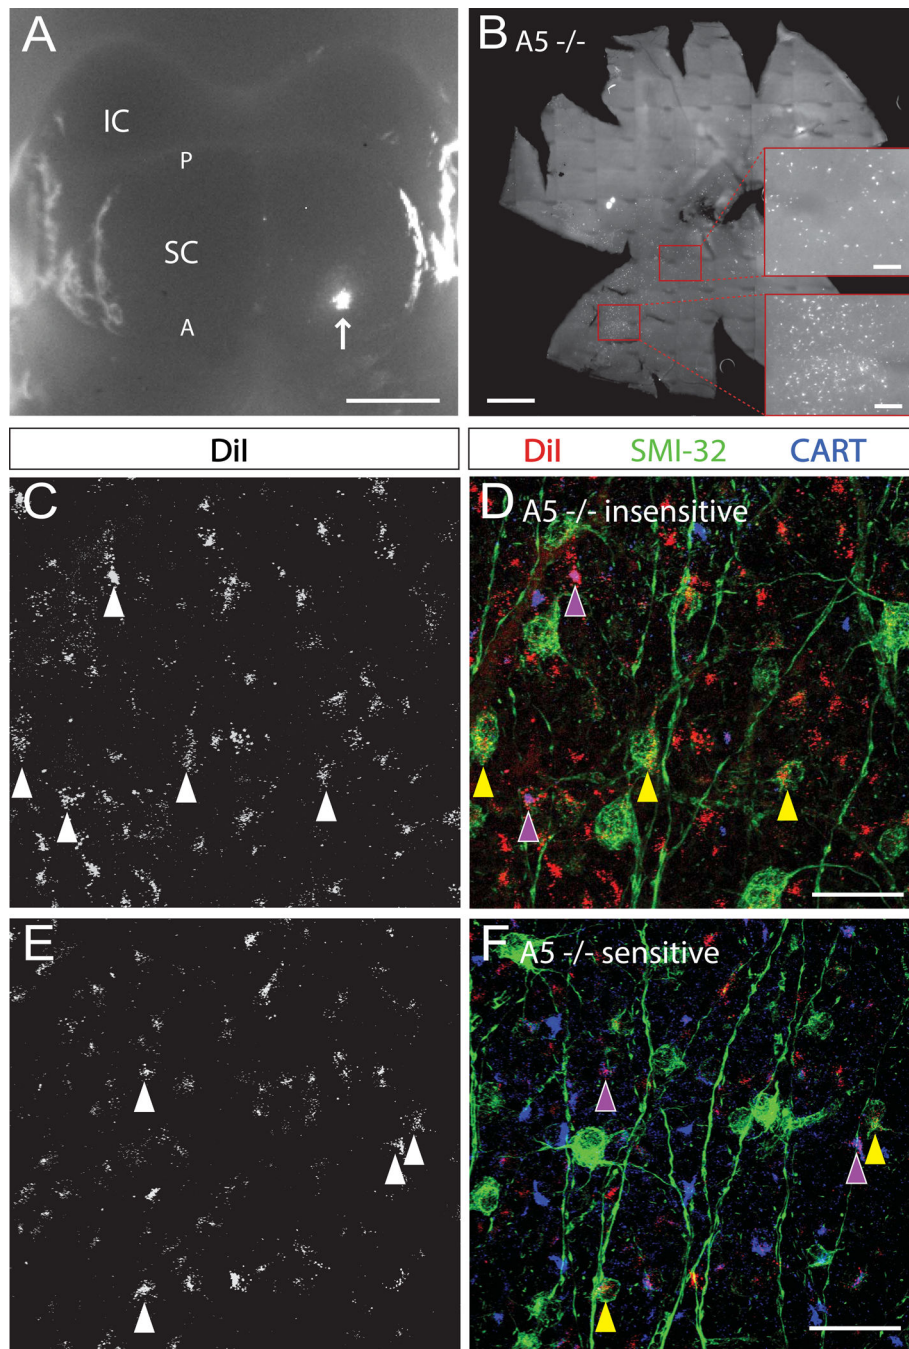 A
IC
P
SC
A
B A5 -/-
DiI
DiI SMI-32 CART
C
D A5 -/- insensitive
E
F A5 -/- sensitive